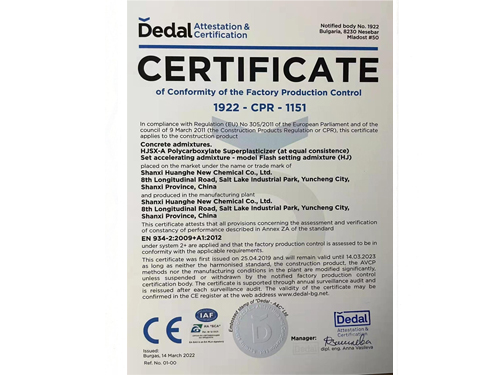 Dedal Attestation &
Certification
Notified body No. 1922
Bulgaria, 8230 Nesebar
Mladost #50
CERTIFICATE
of Conformity of the Factory Production Control
1922 - CPR - 1151
In compliance with Regulation (EU) No 305/2011 of the European Parliament and of the
council of 9 March 2011 (the Construction Products Regulation or CPR), this certificate
applies to the construction product
Concrete admixtures.
HJSX-A Polycarboxylate Superplasticizer (at equal consistence)
Set accelerating admixture - model Flash setting admixture (HJ)
placed on the market under the name or trade mark of
Shanxi Huanghe New Chemical Co., Ltd.
8th Longitudinal Road, Salt Lake Industrial Park, Yuncheng City,
Shanxi Province, China
and produced in the manufacturing plant
Shanxi Huanghe New Chemical Co., Ltd.
8th Longitudinal Road, Salt Lake Industrial Park, Yuncheng City,
Shanxi Province, China
This certificate attests that all provisions concerning the assessment and verification
of constancy of performance described in Annex ZA of the standard
EN 934-2:2009+A1:2012
under system 2+ are applied and that the factory production control is assessed to be in
conformity with the applicable requirements.
This certificate was first issued on 25.04.2019 and will remain valid until 14.03.2023
as long as neither the harmonised standard, the construction product, the AVCP
methods nor the manufacturing conditions in the plant are modified significantly,
unless suspended or withdrawn by the notified factory production control
certification body. The certificate is supported through annual surveillance audit and
is reissued after each surveillance audit. The validity of the certificate may be
confirmed in the CE register at the web address www.dedal-bg.net.
CE
IAF
Manager:
Dedal
Attestation &
Certification
dipl. eng. Anna Vasileva
Issued:
Burgas, 14 March 2022
Ref. No. 01-00